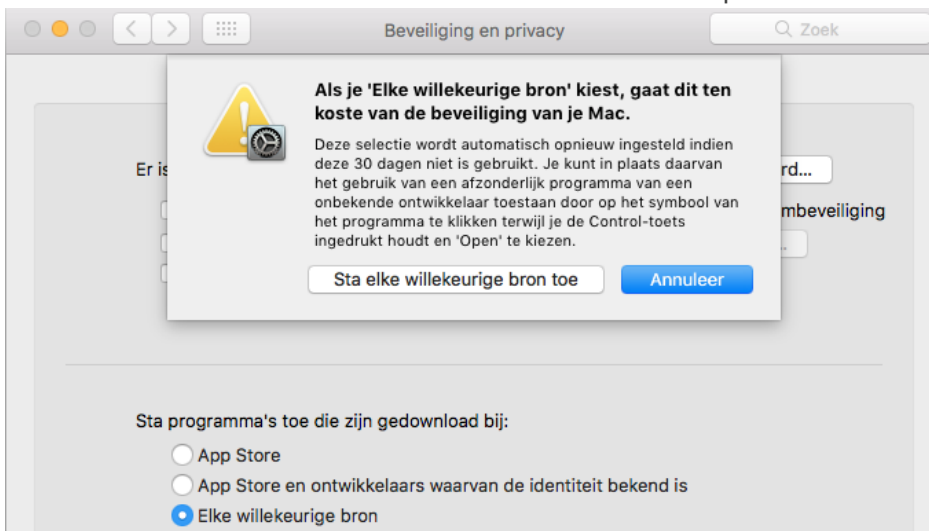 Beveiliging en privacy
Zoek
Als je 'Elke willekeurige bron' kiest, gaat dit ten
koste van de beveiliging van je Mac.
Deze selectie wordt automatisch opnieuw ingesteld indien
deze 30 dagen niet is gebruikt. Je kunt in plaats daarvan
het gebruik van een afzonderlijk programma van een
onbekende ontwikkelaar toestaan door op het symbool van
het programma te klikken terwijl je de Control-toets
ingedrukt houdt en 'Open' te kiezen.
Sta elke willekeurige bron toe
Annuleer
Er is
rd...
mbeveiliging
Sta programma's toe die zijn gedownload bij:
App Store
App Store en ontwikkelaars waarvan de identiteit bekend is
Elke willekeurige bron